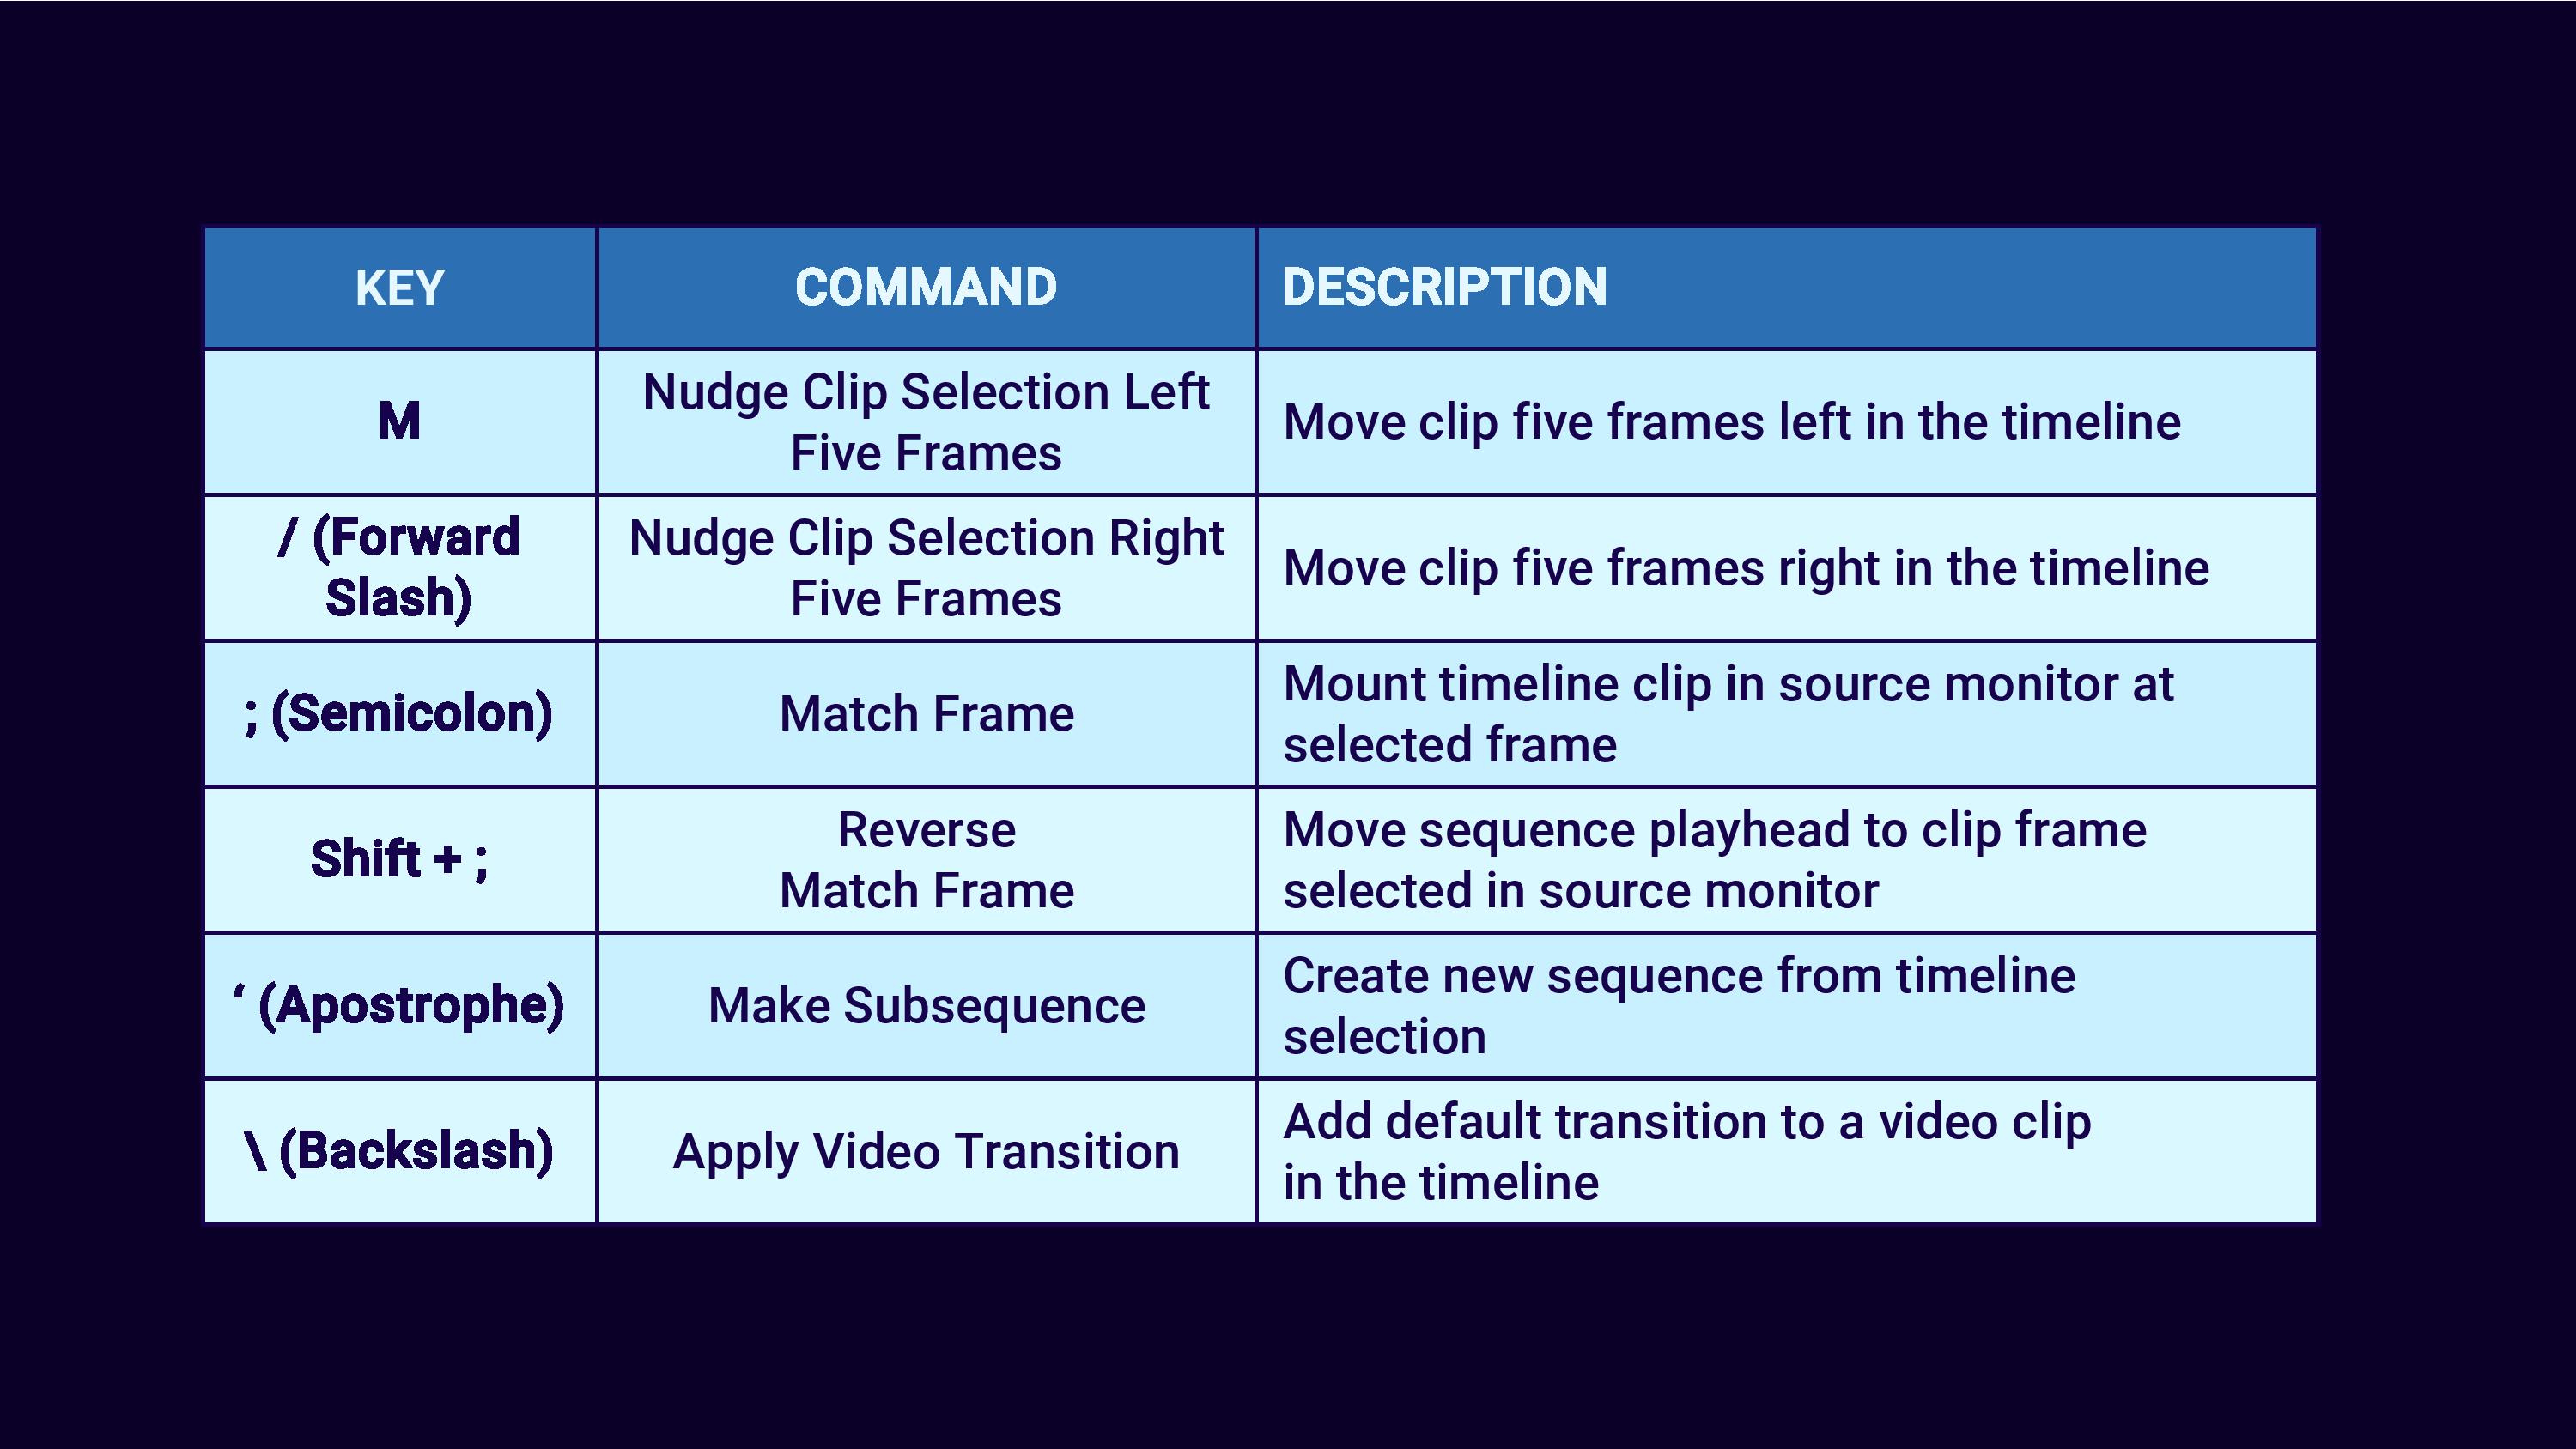 KEY COMMAND DESCRIPTION
M
Nudge Clip Selection Left
Five Frames
Move clip five frames left in the timeline
/ (Forward
Slash)
Nudge Clip Selection Right
Five Frames
Move clip five frames right in the timeline
; (Semicolon)
Match Frame
Mount timeline clip in source monitor at
selected frame
Shift + ;
Reverse
Match Frame
Move sequence playhead to clip frame
selected in source monitor
‘ (Apostrophe)
Make Subsequence
Create new sequence from timeline
selection
\ (Backslash)
Apply Video Transition
Add default transition to a video clip
in the timeline